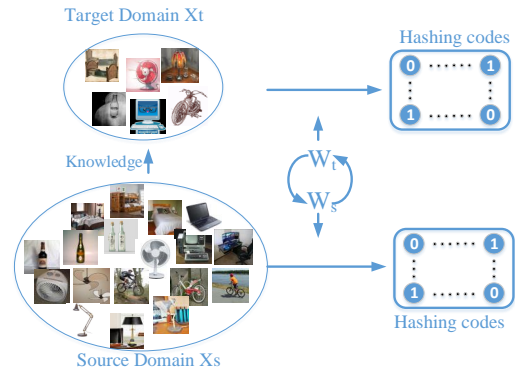 Target Domain Xt
Hashing codes
0 ······ 1
1 ······ 0
Knowledge
Wt
Ws
0 ······ 1
1 ······ 0
Hashing codes
Source Domain Xs